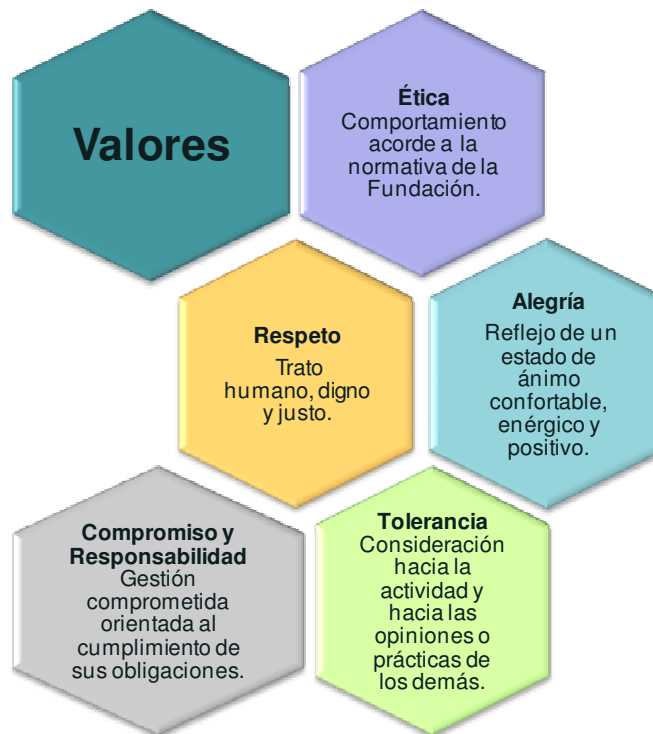 Valores
Ética
Comportamiento
acorde a la
normativa de la
Fundación.
Respeto
Trato
humano, digno
y justo.
Alegría
Reflejo de un
estado de
ánimo
confortable,
enérgico y
positivo.
Compromiso y
Responsabilidad
Gestión
comprometida
orientada al
cumplimiento de
sus obligaciones.
Tolerancia
Consideración
hacia la
actividad y
hacia las
opiniones o
prácticas de
los demás.